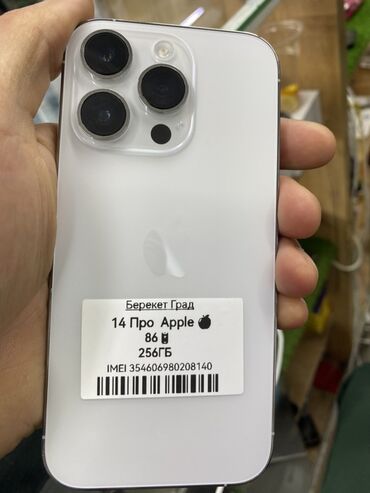 Берекет Град
14 Про Apple
86
256ГБ
IMEI 354606980208140